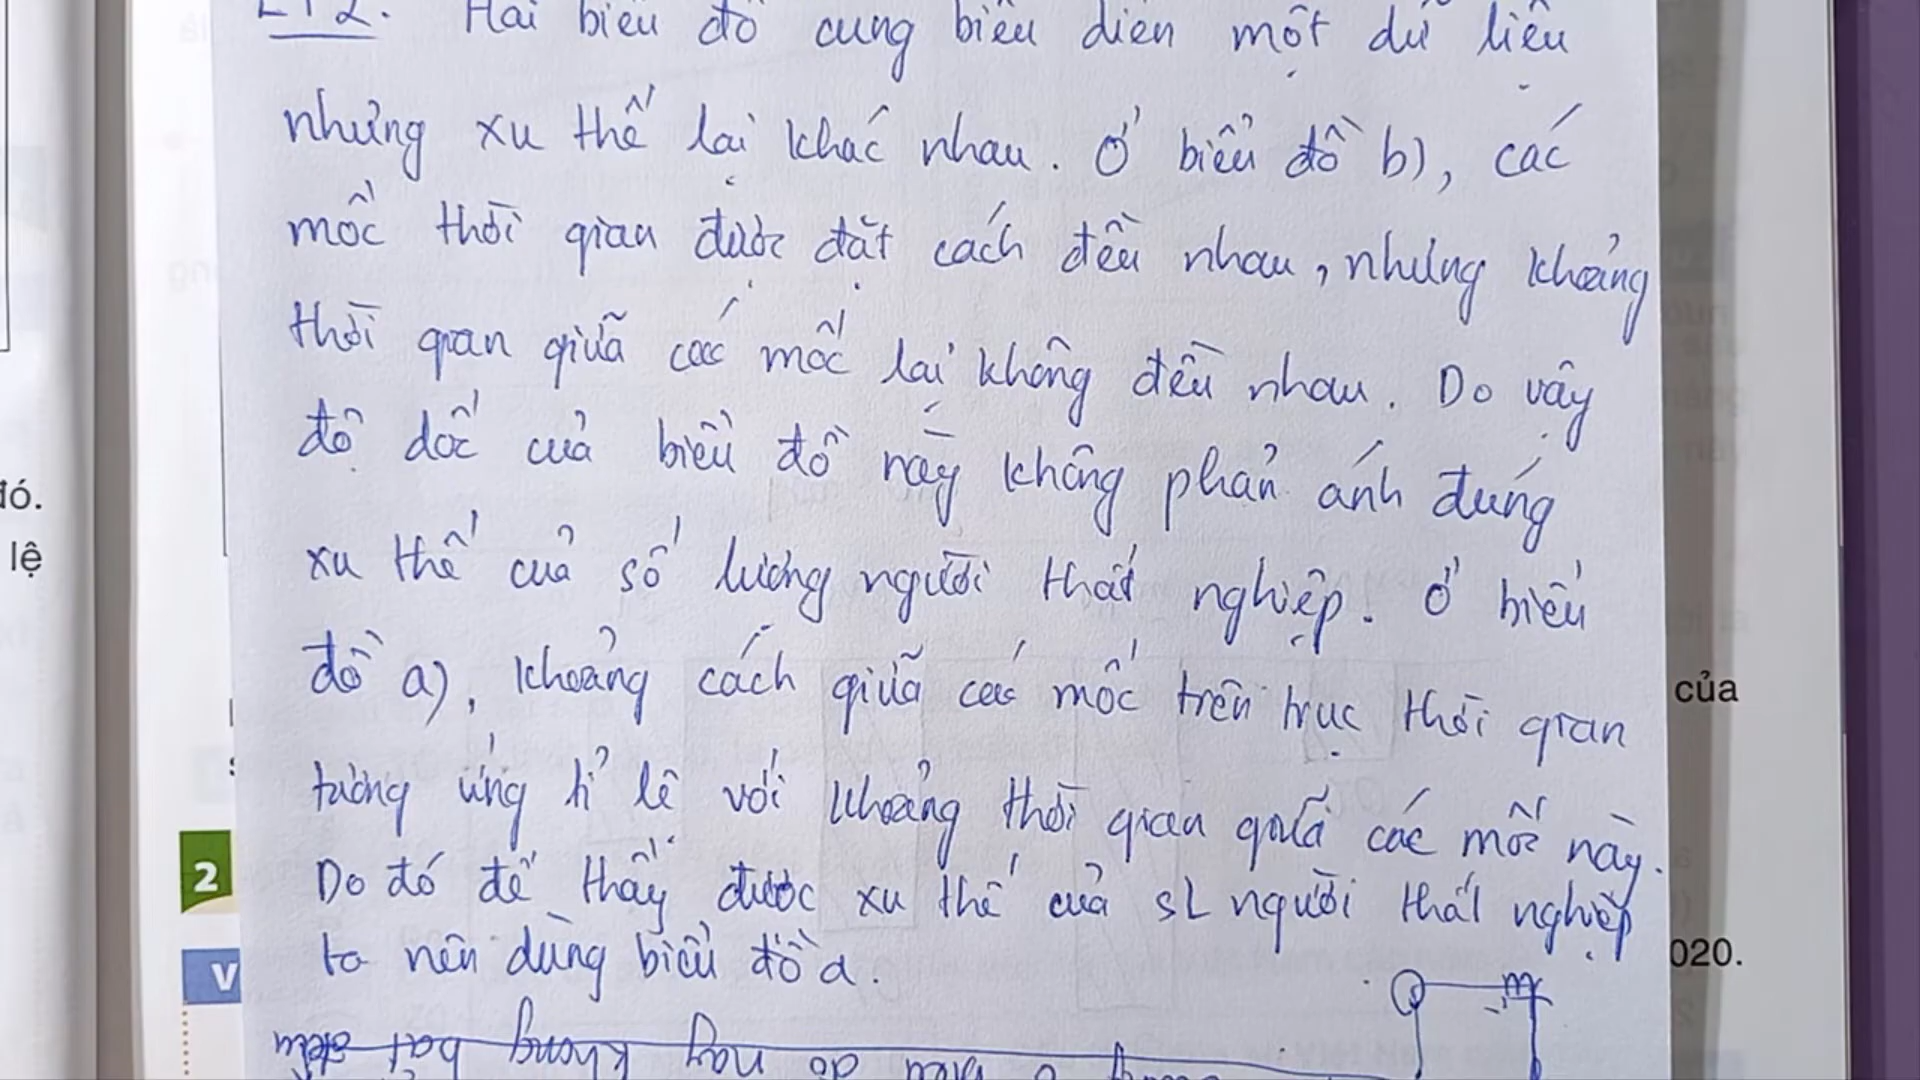 LT2. Hai biểu đồ cùng biểu diễn một dữ liệu
nhưng xu thế lại khác nhau. Ở biểu đồ b), các
mốc thời gian được đặt cách đều nhau, nhưng khoảng
thời gian giữa các mốc lại không đều nhau. Do vậy
độ dốc của biểu đồ này không phản ánh đúng
xu thế của số lượng người thất nghiệp. Ở biểu
đồ a), khoảng cách giữa các mốc trên trục thời gian
tương ứng tỉ lệ với khoảng thời gian giữa các mốc này.
Do đó để thấy được xu thế của sL người thất nghiệp
ta nên dùng biểu đồ a.
đó.
lệ
của
2
V
020.